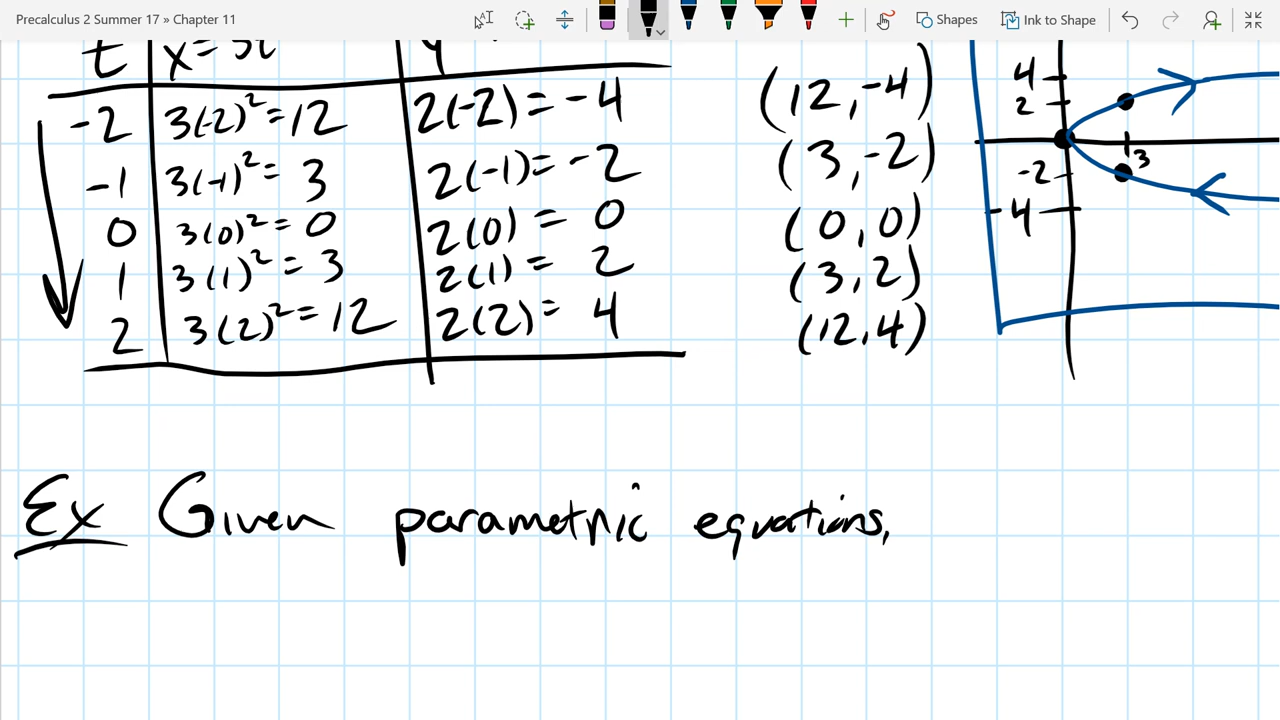 Precalculus 2 Summer 17 » Chapter 11
Shapes
Ink to Shape
t
-2 3(-2)²=12 2(-2)= -4 (12,-4)
-1 3(-1)²= 3 2(-1)= -2 (3,-2)
0 3(0)²= 0 2(0) = 0 (0,0)
1 3(1)²= 3 2(1) = 2 (3,2)
2 3(2)²= 12 2(2)= 4 (12,4)
4
2
3
-2
-4
Ex Given parametric equations,